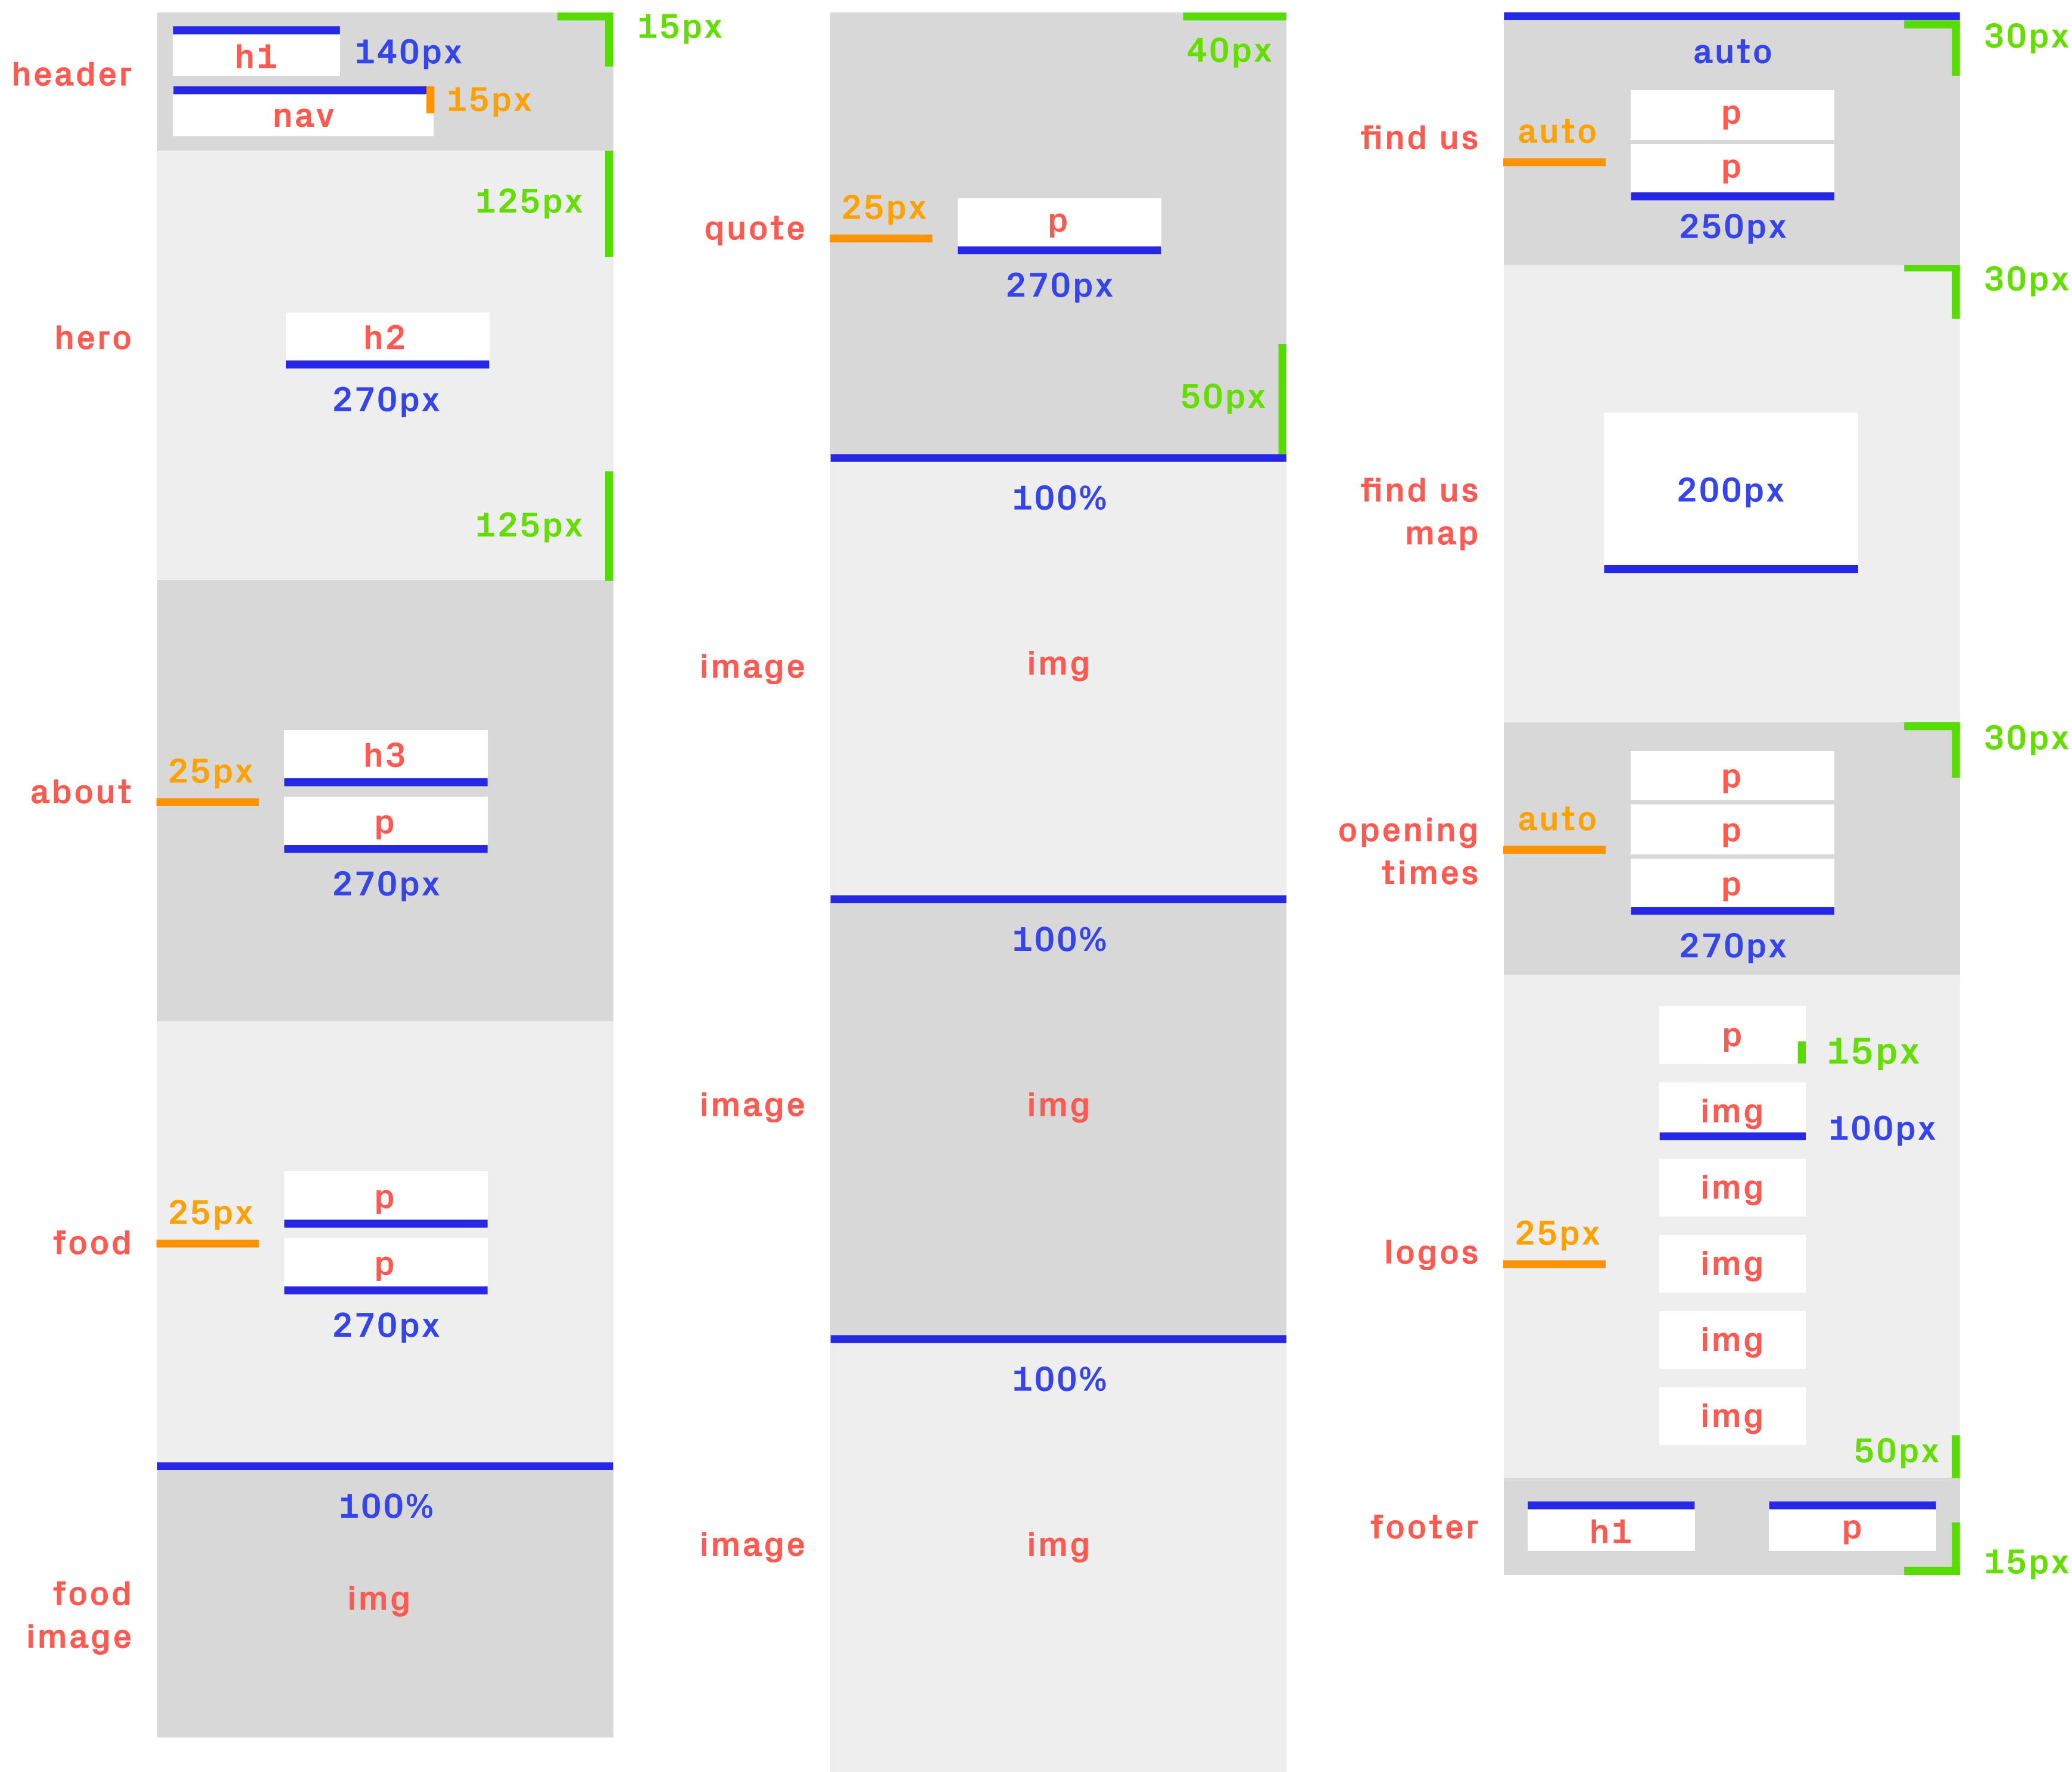 header
h1
140px
15px
nav
15px
125px
hero
h2
270px
125px
about
25px
h3
p
270px
food
25px
p
p
270px
100%
food
image
img
40px
quote
25px
p
270px
50px
100%
image
img
100%
image
img
100%
image
img
auto
30px
find us
auto
p
p
250px
30px
find us
map
200px
30px
opening
times
auto
p
p
p
270px
p
15px
img
100px
img
logos
25px
img
img
img
50px
footer
h1
p
15px